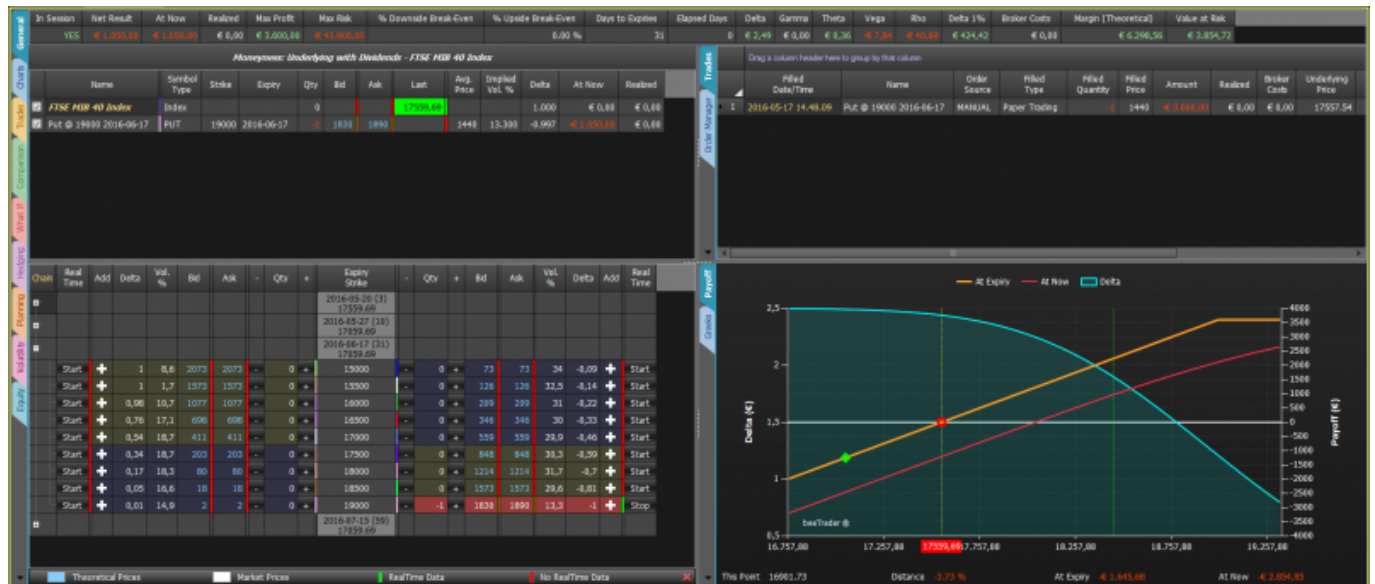 In Session Net Result At Now Realized Max Profit Max Risk % Downside Break-Even % Upside Break-Even Days to Expiries Elapsed Days Delta Gamma Theta Vega Rho Delta 1% Broker Costs Margin [Theoretical] Value at Risk
YES -€ 1.050,00 -€ 1.050,00 € 0,00 € 3.600,00 0.00 % 31 0 € 2,49 € 0,00 € 8,36 € 424,42 € 0,00 € 6.298,56 € 3.854,72
General
Charts
Trades
Comparison
What If
Hedging
Planning
Volatility
Equity
Moneyness: Underlying with Dividends - FTSE MIB 40 Index
Name Symbol Type Strike Expiry Qty Bid Ask Last Avg. Price Implied Vol. % Delta At Now Realized
FTSE MIB 40 Index Index 0 17559,69 1.000 € 0,00 € 0,00
Put @ 19000 2016-06-17 PUT 19000 2016-06-17 -1 1830 1890 1440 13.300 -0.997 -€ 1.050,00 € 0,00
Trades
Order Manager
Drag a column header here to group by that column
Filled Date/Time Name Order Source Filled Type Filled Quantity Filled Price Amount Realized Broker Costs Underlying Price
1 2016-05-17 14.48.09 Put @ 19000 2016-06-17 MANUAL Paper Trading -1 1440 -€ 3.600,00 € 0,00 € 0,00 17557.54
Chain Real Time Add Delta Vol. % Bid Ask - Qty + Expiry Strike - Qty + Bid Ask Vol. % Delta Add Real Time
2016-05-20 (3)
17559.69
2016-05-27 (10)
2016-06-17 (31)
Start 1 8,6 2073 2073 - 0 + 15000 - 0 + 73 73 34 -0,09 Start
Start 1 1,7 1573 1573 - 0 + 15500 - 0 + 126 126 32,5 -0,14 Start
Start 0,98 10,7 1077 1077 - 0 + 16000 - 0 + 209 209 31 -0,22 Start
Start 0,76 17,1 698 698 - 0 + 16500 - 0 + 346 346 30 -0,33 Start
Start 0,54 18,7 411 411 - 0 + 17000 - 0 + 559 559 29,9 -0,46 Start
Start 0,34 18,7 203 203 - 0 + 17500 - 0 + 848 848 30,3 -0,59 Start
Start 0,17 18,3 80 80 - 0 + 18000 - 0 + 1214 1214 31,7 -0,7 Start
Start 0,05 16,6 18 18 - 0 + 18500 - 0 + 1573 1573 29,6 -0,81 Start
Start 0,01 14,9 2 2 - 0 + 19000 - -1 + 1830 1890 13,3 -1 Stop
2016-07-15 (59)
Theoretical Prices Market Prices RealTime Data No RealTime Data
Payoff
Greeks
At Expiry At Now Delta
2,5
2
1,5
1
0,5
Delta (€)
4000
3500
3000
2500
2000
1500
1000
500
0
-500
-1000
-1500
-2000
-2500
-3000
-3500
-4000
Payoff (€)
beeTrader ®
16.757,88 17.257,88 17559,69 17.757,88 18.257,88 18.757,88 19.257,88
This Point 16901.73 Distance -3.73 % At Expiry -€ 1.645,68 At Now -€ 2.854,85